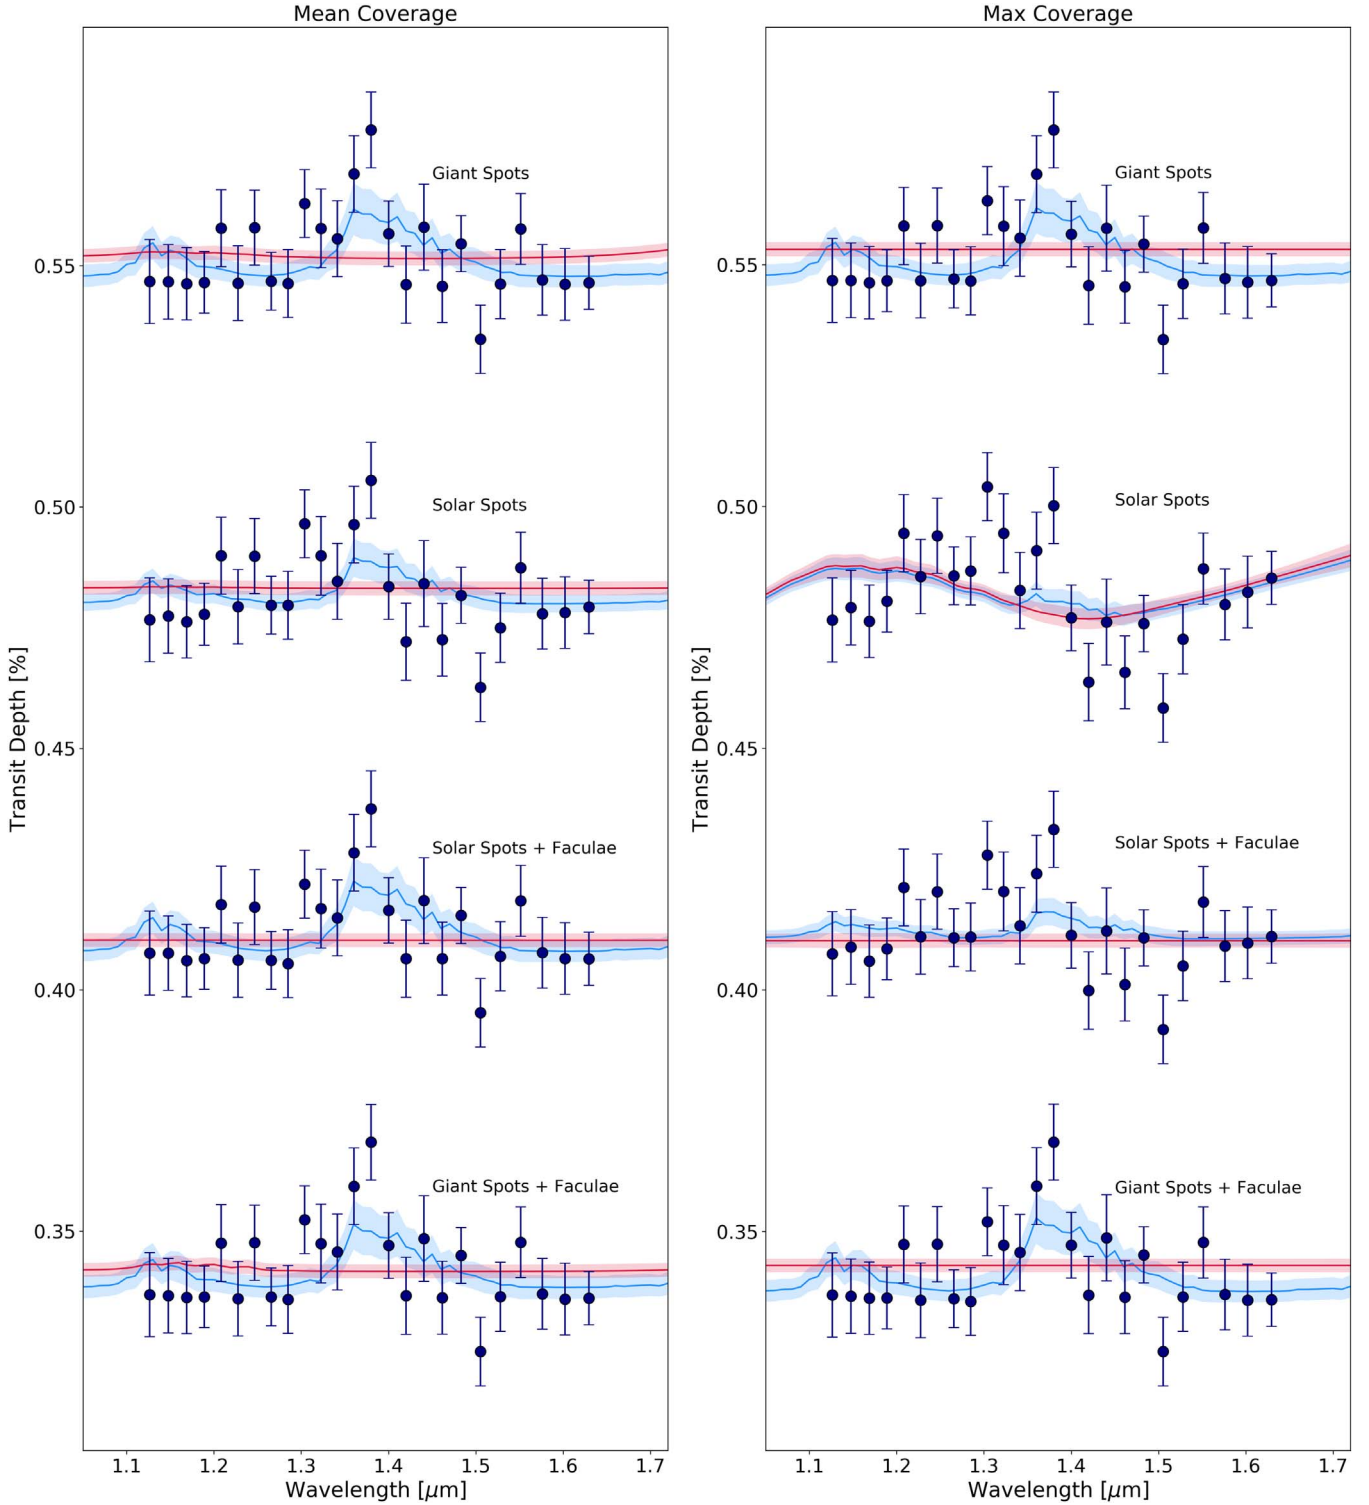 Mean Coverage
Giant Spots
Solar Spots
Solar Spots + Faculae
Giant Spots + Faculae
0.55
0.50
0.45
0.40
0.35
Transit Depth [%]
1.1 1.2 1.3 1.4 1.5 1.6 1.7
Wavelength [μm]
Max Coverage
Giant Spots
Solar Spots
Solar Spots + Faculae
Giant Spots + Faculae
0.55
0.50
0.45
0.40
0.35
Transit Depth [%]
1.1 1.2 1.3 1.4 1.5 1.6 1.7
Wavelength [μm]